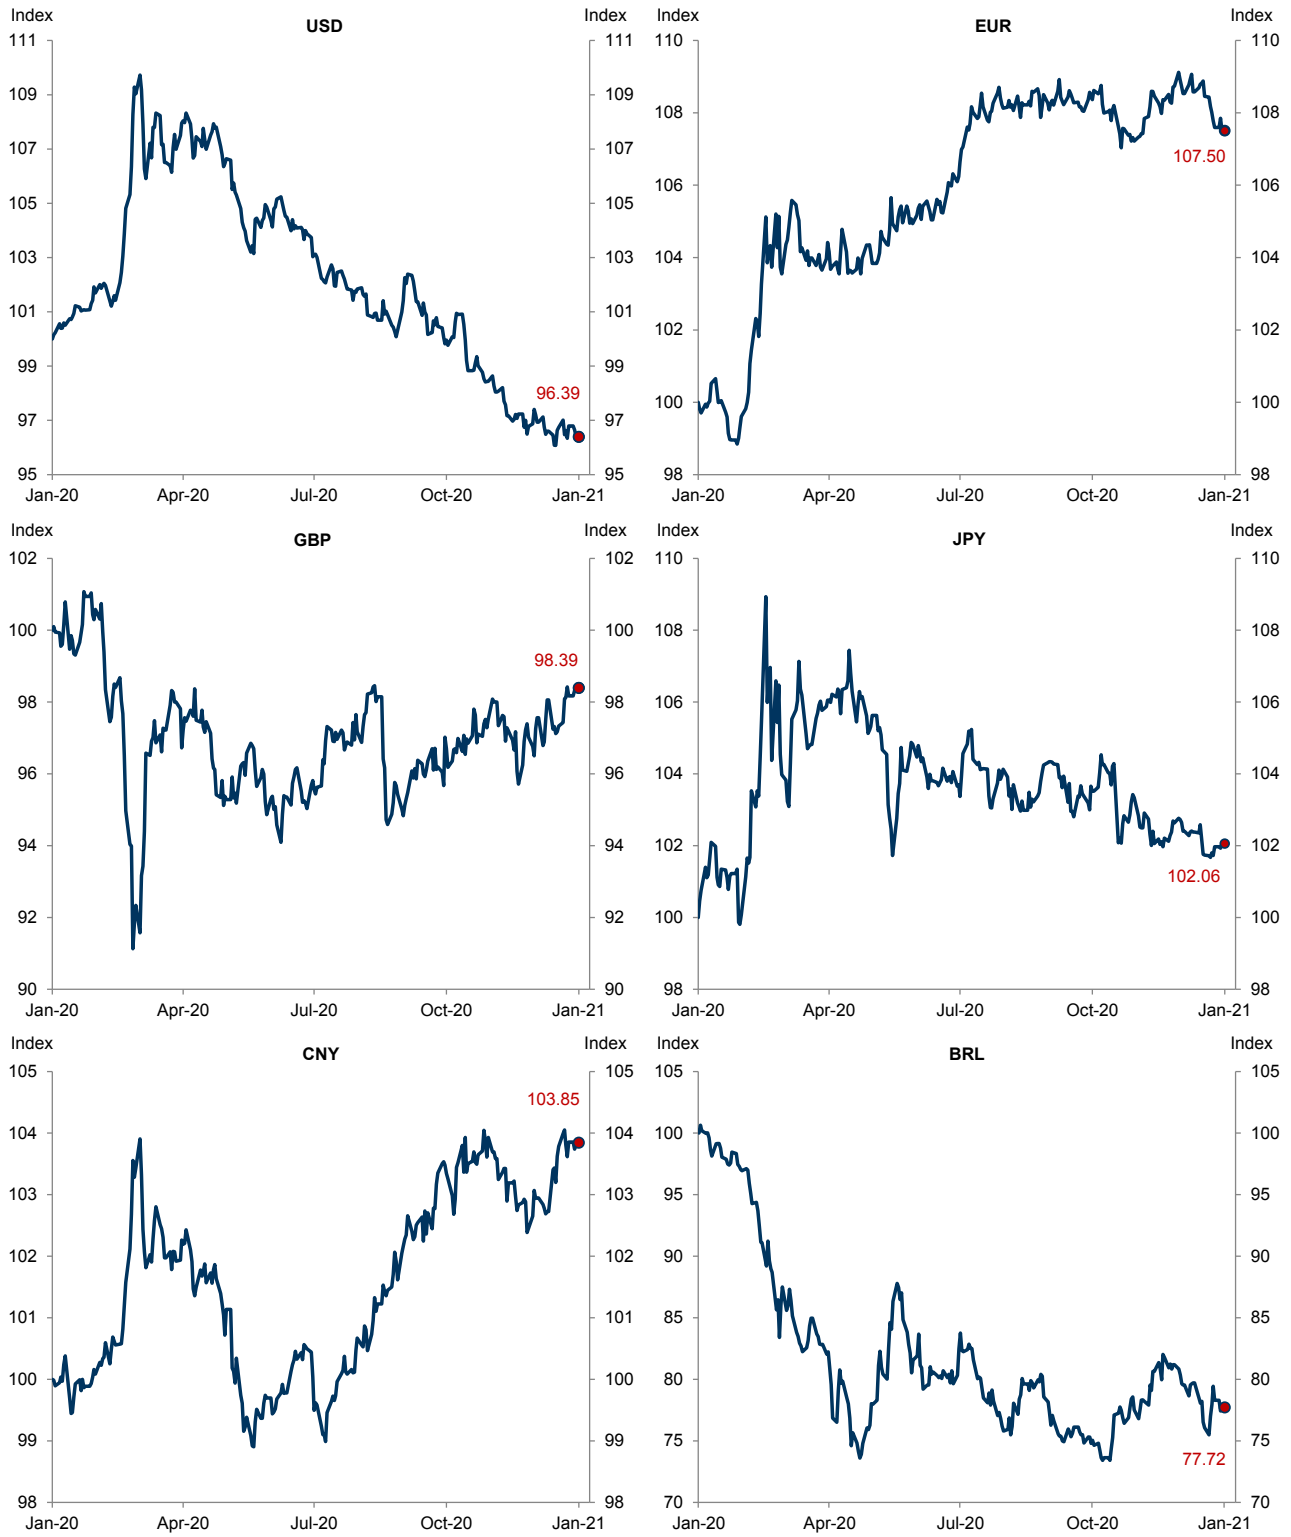 Index Index Index Index
USD EUR
111 111 110 110
109 109 108 108
107 107
107.50
106 106
105 105
104 104
103 103
102 102
101 101
99 99 100 100
96.39
97 97
95 95 98 98
Jan-20 Apr-20 Jul-20 Oct-20 Jan-21 Jan-20 Apr-20 Jul-20 Oct-20 Jan-21
Index Index Index Index
GBP JPY
102 102 110 110
100 100 108 108
98.39
98 98 106 106
96 96 104 104
94 94 102 102
102.06
92 92 100 100
90 90 98 98
Jan-20 Apr-20 Jul-20 Oct-20 Jan-21 Jan-20 Apr-20 Jul-20 Oct-20 Jan-21
Index Index Index Index
CNY BRL
105 105 105 105
103.85
104 104 100 100
103 103 95 95
102 102 90 90
101 101 85 85
100 100 80 80
99 99 75 75
77.72
98 98 70 70
Jan-20 Apr-20 Jul-20 Oct-20 Jan-21 Jan-20 Apr-20 Jul-20 Oct-20 Jan-21